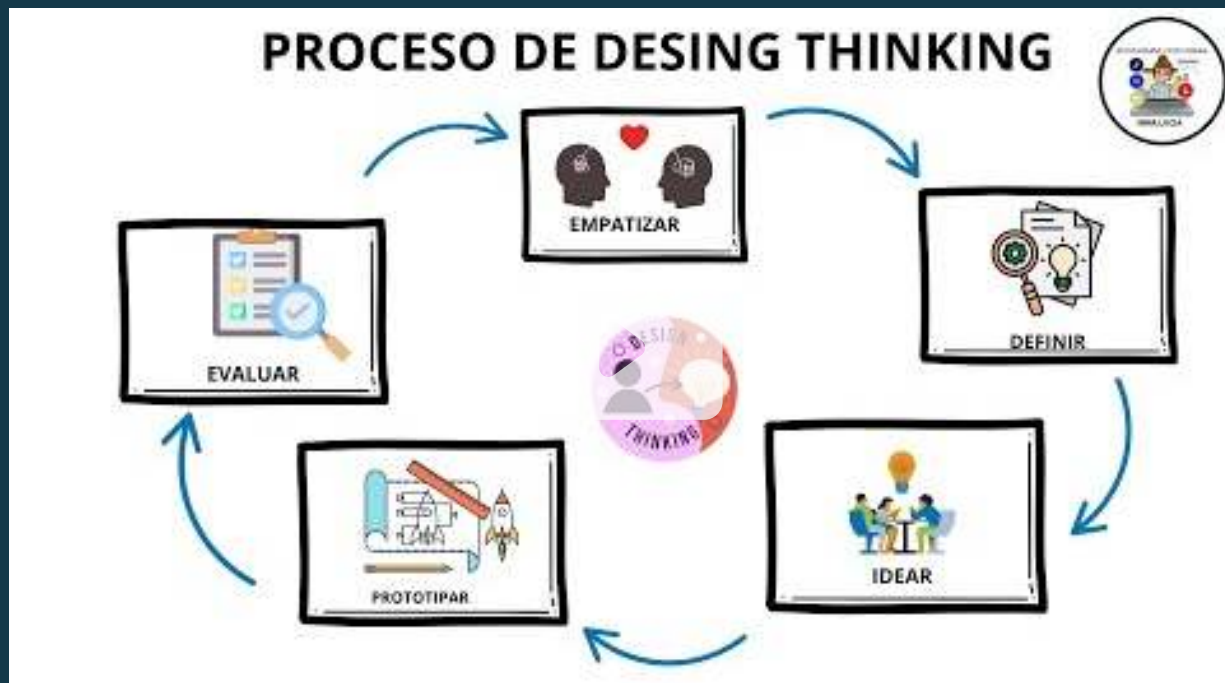 PROCESO DE DESING THINKING
EMPATIZAR
DEFINIR
EVALUAR
DESIGN
THINKING
IDEAR
PROTOTIPAR